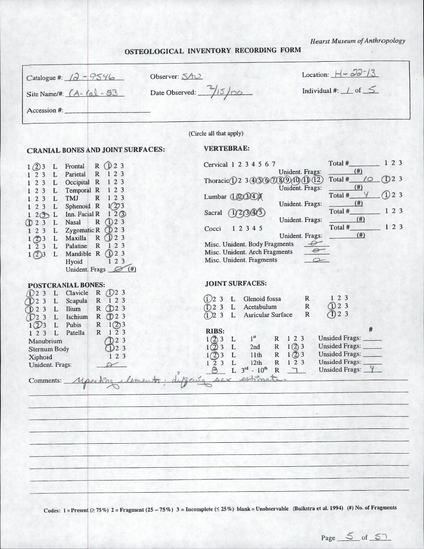 Hearst Museum of Anthropology
OSTEOLOGICAL INVENTORY RECORDING FORM
Catalogue #: 12-9546 Observer: SAW Location: H-22-13
Site Name/#: CA-Cal-83 Date Observed: 2/15/00 Individual #: 1 of 5
Accession #:
(Circle all that apply)
CRANIAL BONES AND JOINT SURFACES:
1 2 3 L Frontal R 1 2 3
1 2 3 L Parietal R 1 2 3
1 2 3 L Occipital R 1 2 3
1 2 3 L Temporal R 1 2 3
1 2 3 L TMJ R 1 2 3
1 2 3 L Sphenoid R 1 2 3
1 2 3 L Inn. Facial R 1 2 3
1 2 3 L Nasal R 1 2 3
1 2 3 L Zygomatic R 1 2 3
1 2 3 L Maxilla R 1 2 3
1 2 3 L Palatine R 1 2 3
1 2 3 L Mandible R 1 2 3
Hyoid 1 2 3
Unident. Frags (#)
VERTEBRAE:
Cervical 1 2 3 4 5 6 7 Total # 1 2 3
Unident. Frags: (#)
Thoracic 1 2 3 4 5 6 7 8 9 10 11 12 Total # 10 1 2 3
Unident. Frags: (#)
Lumbar 1 2 3 4 Total # 4 1 2 3
Unident. Frags: (#)
Sacral 1 2 3 4 5 Total # 1 2 3
Unident. Frags: (#)
Cocci 1 2 3 4 5 Total # 1 2 3
Unident. Frags: (#)
Misc. Unident. Body Fragments
Misc. Unident. Arch Fragments
Misc. Unident. Fragments
POSTCRANIAL BONES:
1 2 3 L Clavicle R 1 2 3
1 2 3 L Scapula R 1 2 3
1 2 3 L Ilium R 1 2 3
1 2 3 L Ischium R 1 2 3
1 2 3 L Pubis R 1 2 3
1 2 3 L Patella R 1 2 3
Manubrium 1 2 3
Sternum Body 1 2 3
Xiphoid 1 2 3
Unident. Frags:
JOINT SURFACES:
1 2 3 L Glenoid fossa R 1 2 3
1 2 3 L Acetabulum R 1 2 3
1 2 3 L Auricular Surface R 1 2 3
RIBS: #
1 2 3 L 1st R 1 2 3 Unsided Frags:
1 2 3 L 2nd R 1 2 3 Unsided Frags:
1 2 3 L 11th R 1 2 3 Unsided Frags:
1 2 3 L 12th R 1 2 3 Unsided Frags:
8 L 3rd - 10th R 7 Unsided Frags: 4
Comments: repeating elements; differing sex estimate.
Codes: 1 = Present (≥ 75%) 2 = Fragment (25 - 75%) 3 = Incomplete (≤ 25%) blank = Unobservable (Buikstra et al. 1994) (#) No. of Fragments
Page 5 of 57